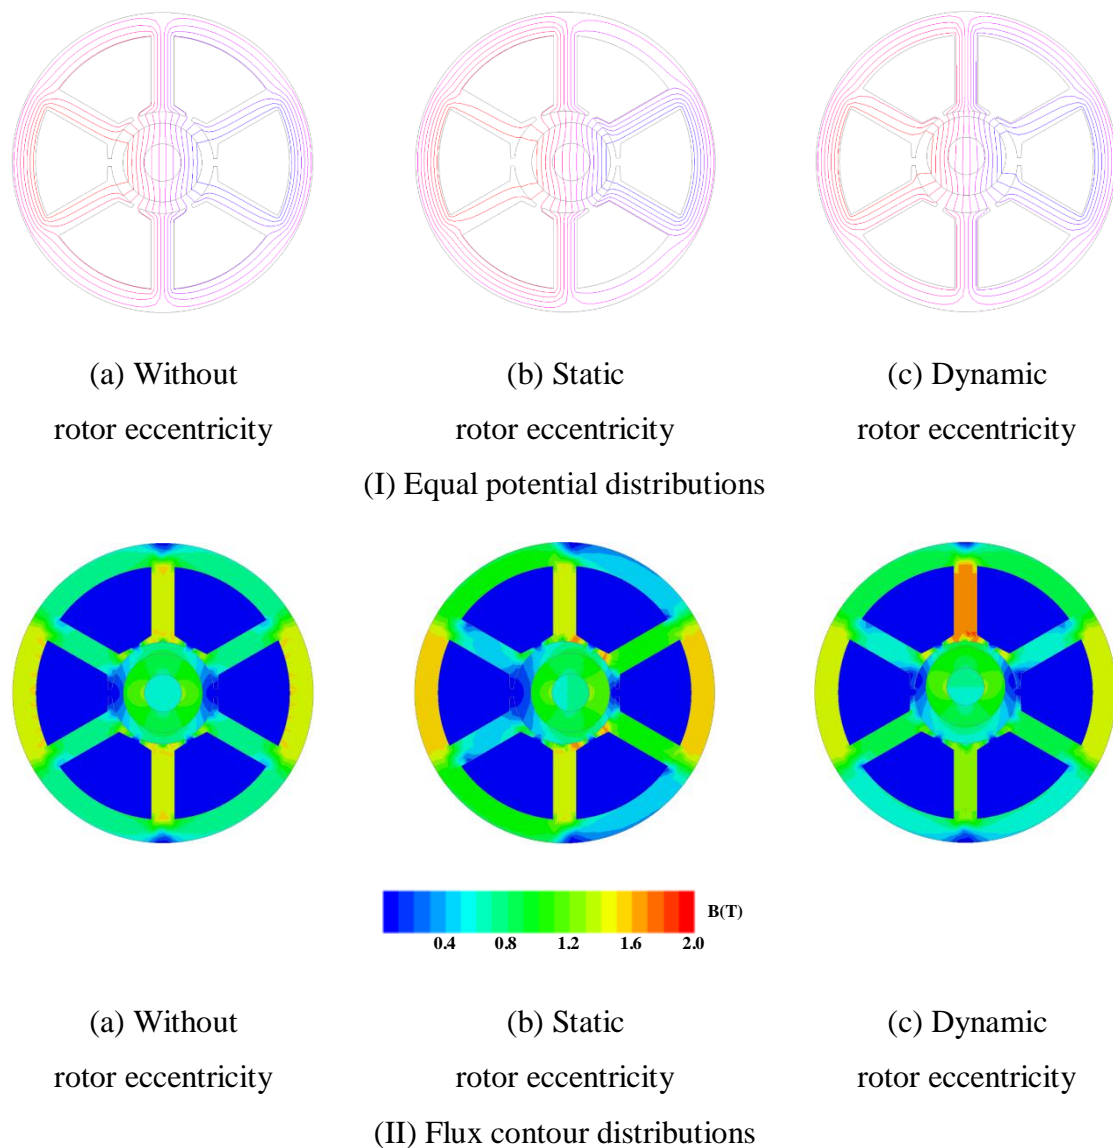 (a) Without (b) Static (c) Dynamic
rotor eccentricity rotor eccentricity rotor eccentricity
(I) Equal potential distributions
B(T)
0.4 0.8 1.2 1.6 2.0
(a) Without (b) Static (c) Dynamic
rotor eccentricity rotor eccentricity rotor eccentricity
(II) Flux contour distributions